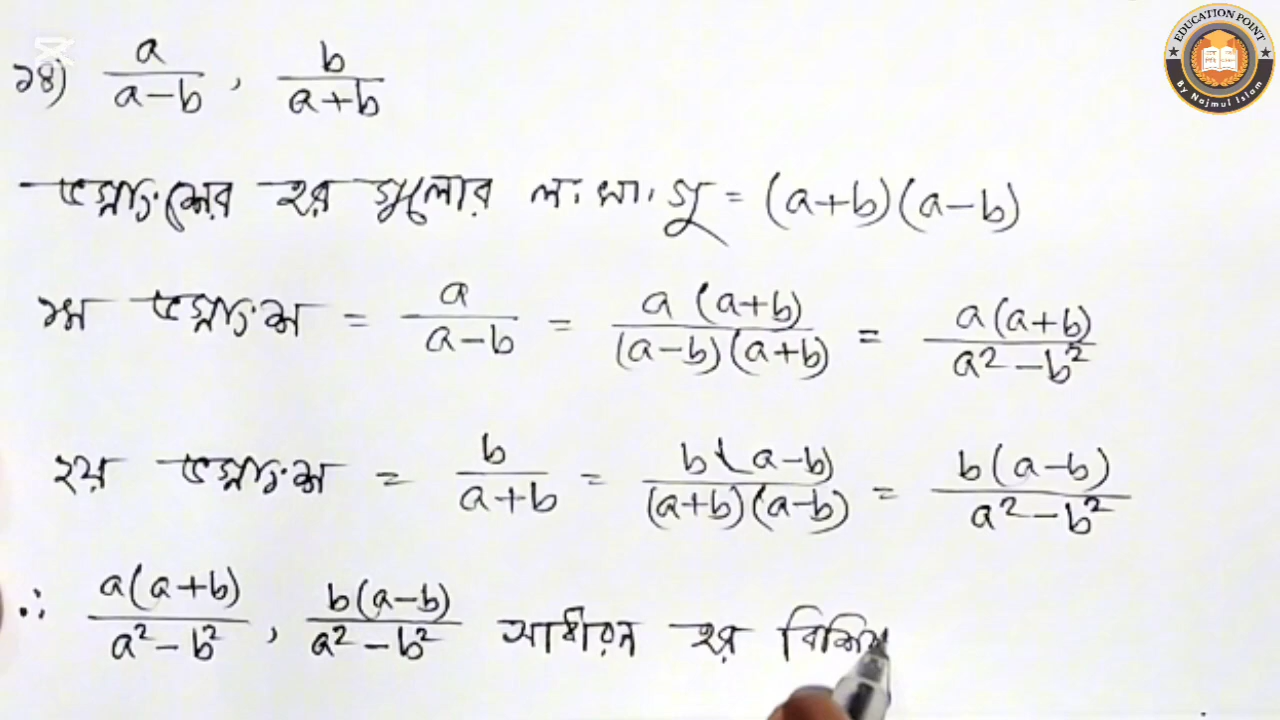 EDUCATION POINT
By Najmul Islam
১৪) a/(a-b), b/(a+b)
ভগ্নাংশের হর গুলোর ল.সা.গু = (a+b)(a-b)
১ম ভগ্নাংশ = a/(a-b) = a(a+b)/(a-b)(a+b) = a(a+b)/(a²-b²)
২য় ভগ্নাংশ = b/(a+b) = b(a-b)/(a+b)(a-b) = b(a-b)/(a²-b²)
∴ a(a+b)/(a²-b²), b(a-b)/(a²-b²) সাধারন হর